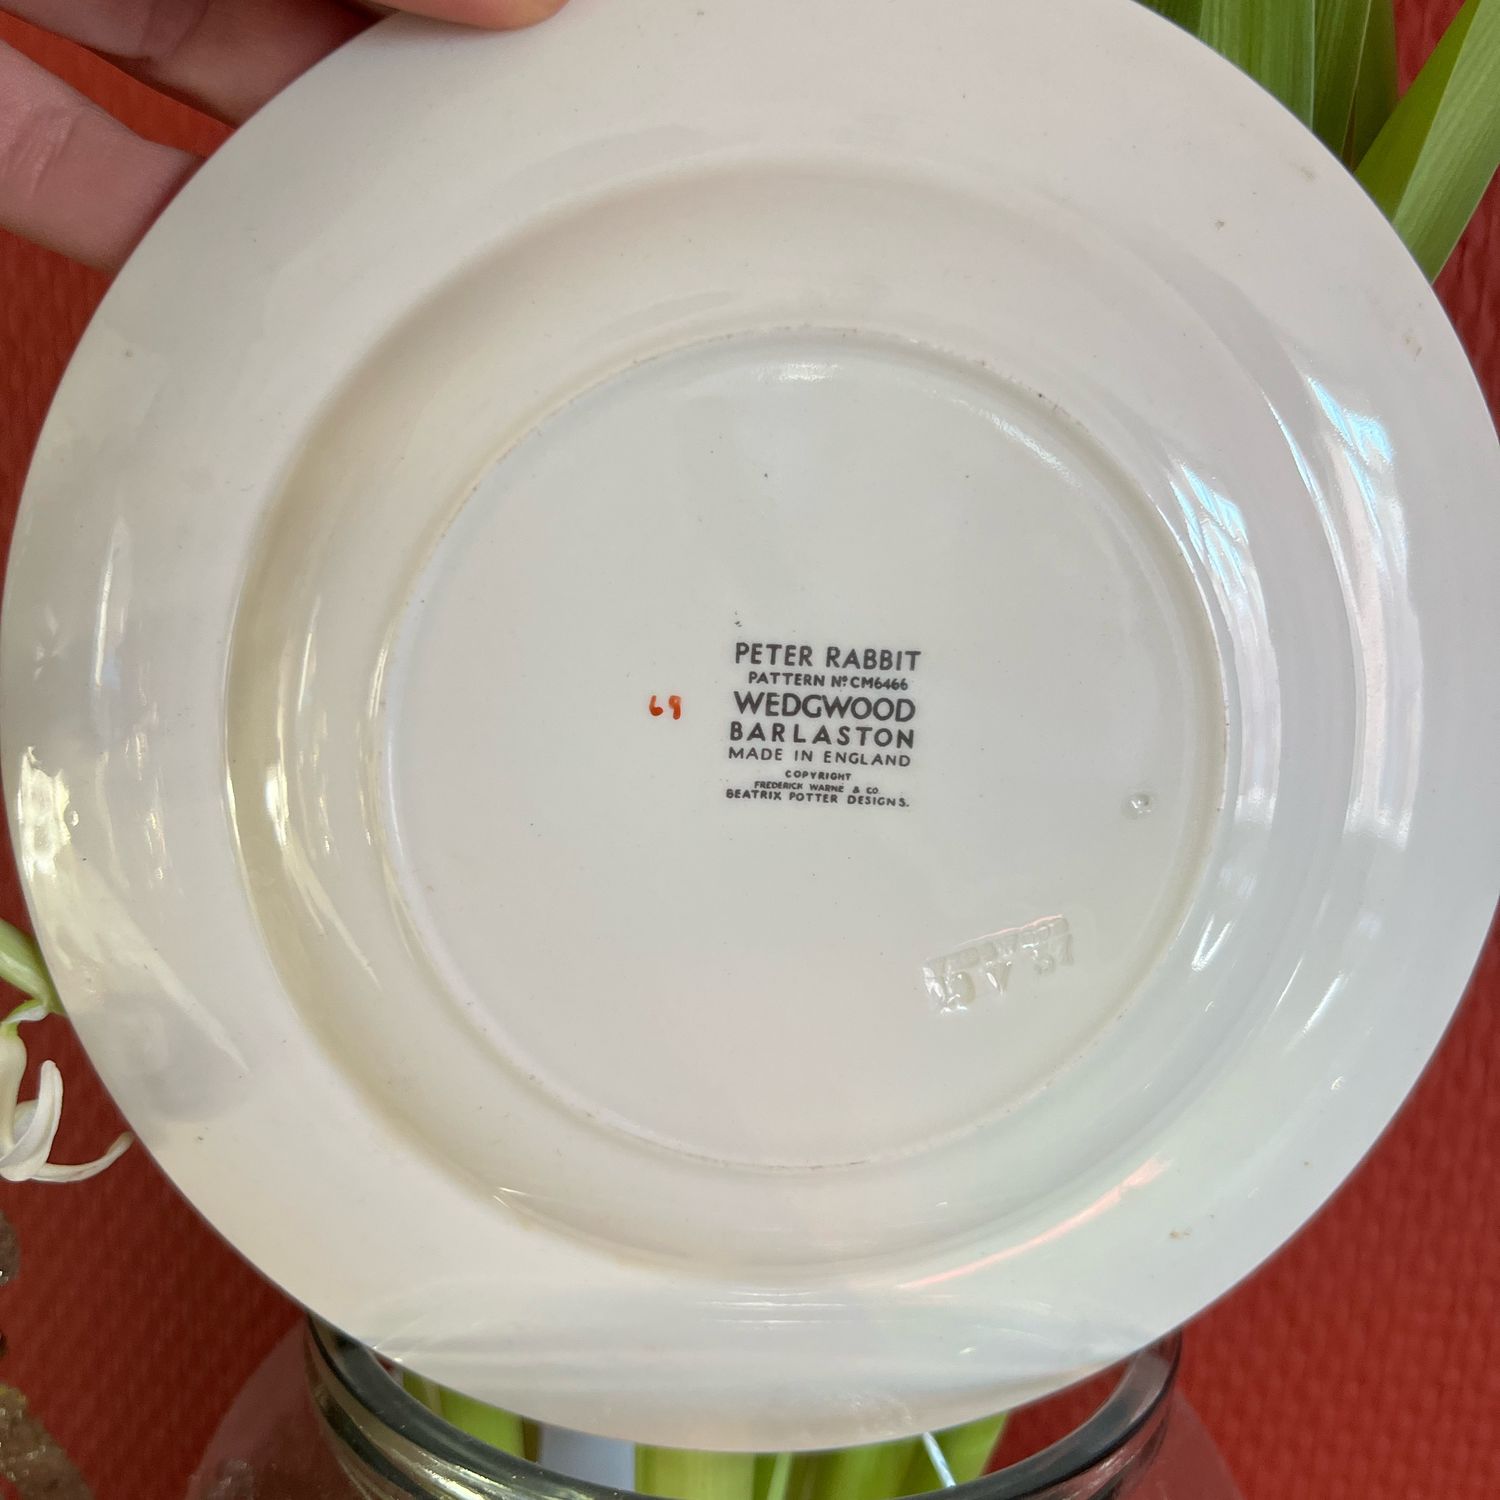 PETER RABBIT
PATTERN Nº CM6466
69
WEDGWOOD
BARLASTON
MADE IN ENGLAND
COPYRIGHT
FREDERICK WARNE & CO.
BEATRIX POTTER DESIGNS.